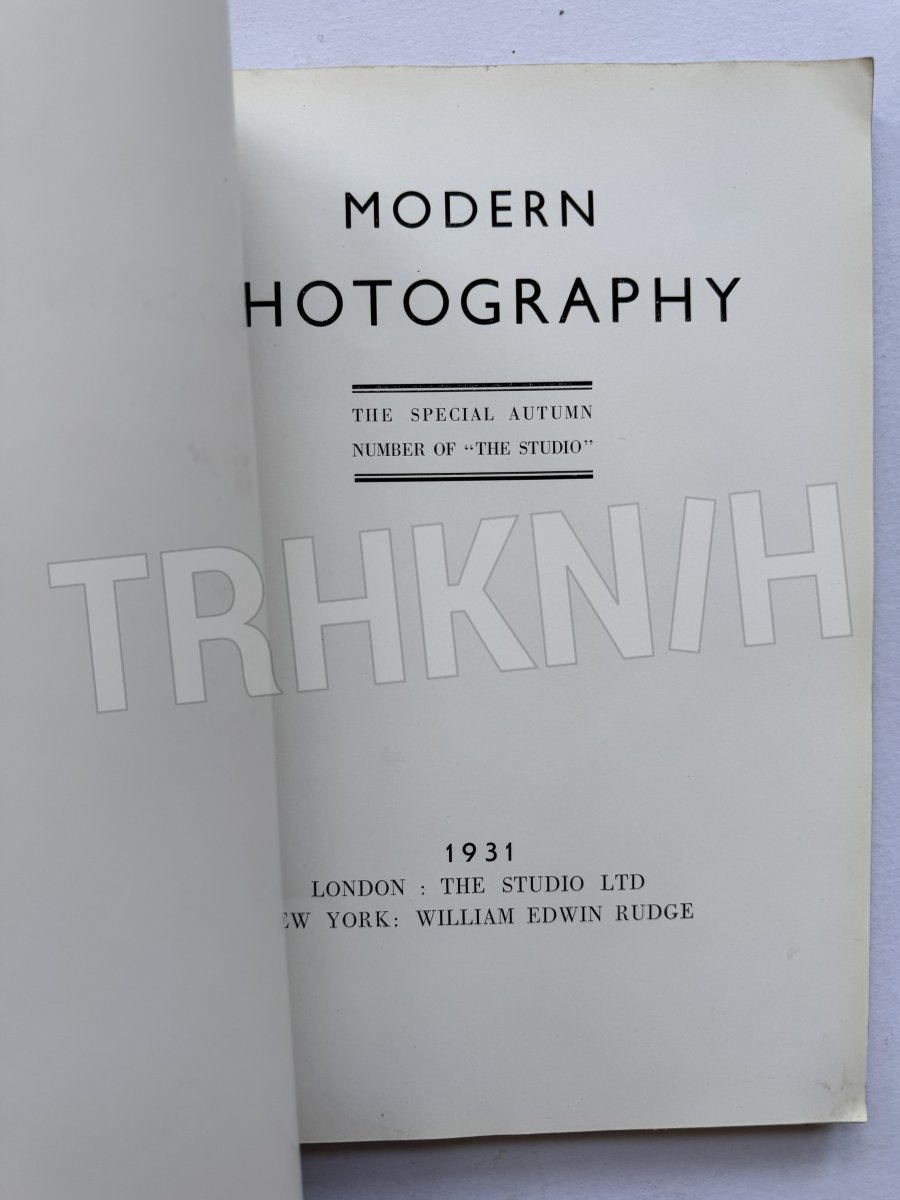 MODERN
HOTOGRAPHY
THE SPECIAL AUTUMN
NUMBER OF “THE STUDIO”
TRHKN/H
1931
LONDON : THE STUDIO LTD
EW YORK: WILLIAM EDWIN RUDGE